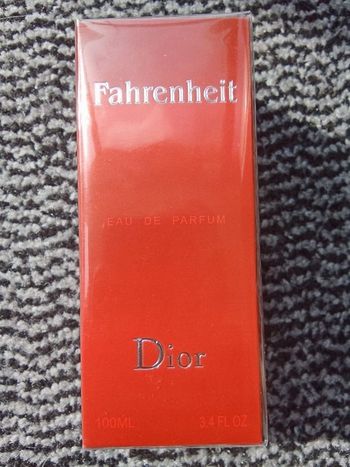 Fahrenheit
EAU DE PARFUM
Dior
100ML 3.4 FL OZ